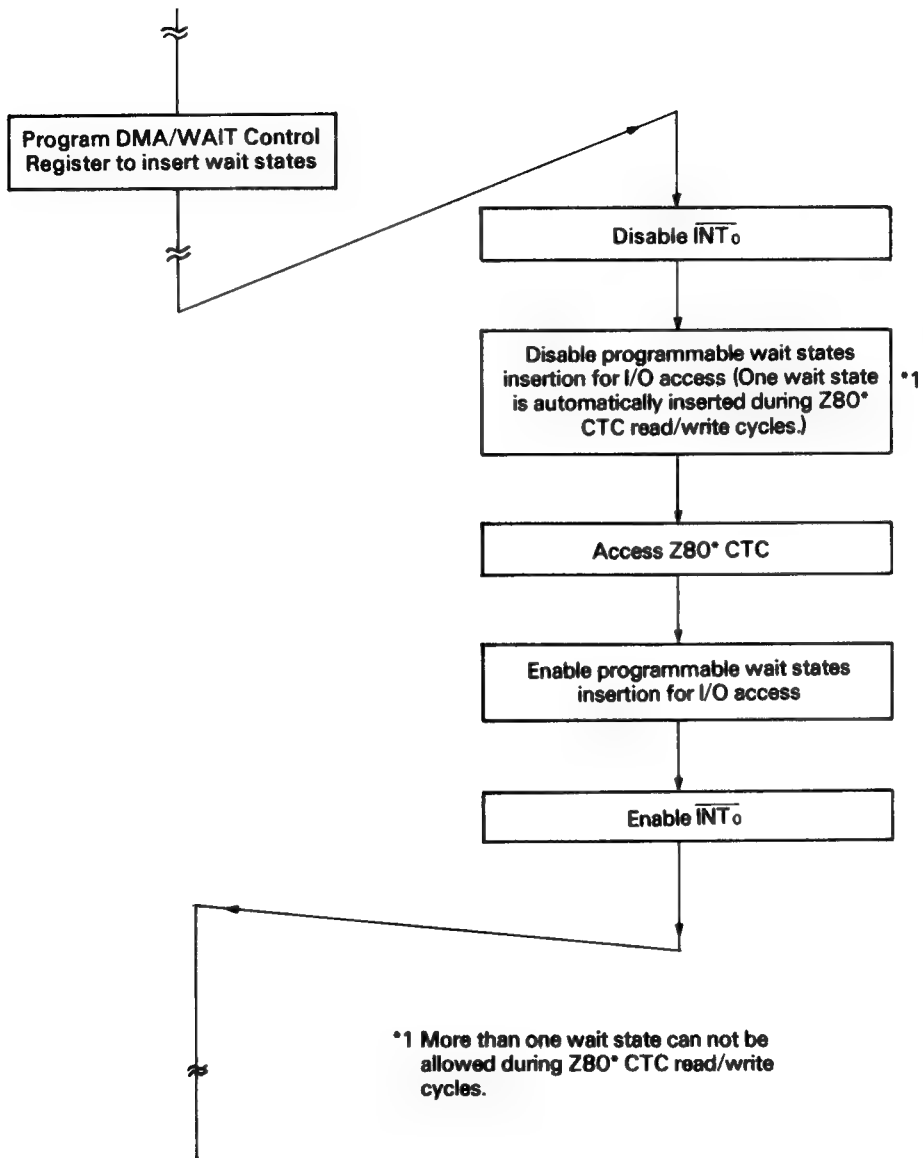 Program DMA/WAIT Control
Register to insert wait states
Disable I̅N̅T̅₀
Disable programmable wait states
insertion for I/O access (One wait state
is automatically inserted during Z80*
CTC read/write cycles.)
*1
Access Z80* CTC
Enable programmable wait states
insertion for I/O access
Enable I̅N̅T̅₀
*1 More than one wait state can not be
allowed during Z80* CTC read/write
cycles.